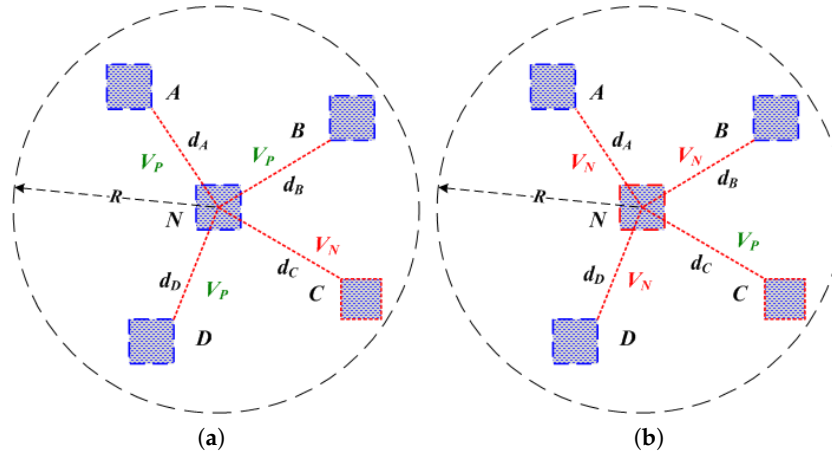 A
B
d_A
V_P
V_P
d_B
R
N
V_N
d_D
V_P
d_C
C
D
(a)
A
B
d_A
V_N
V_N
d_B
R
N
V_P
d_D
V_N
d_C
C
D
(b)